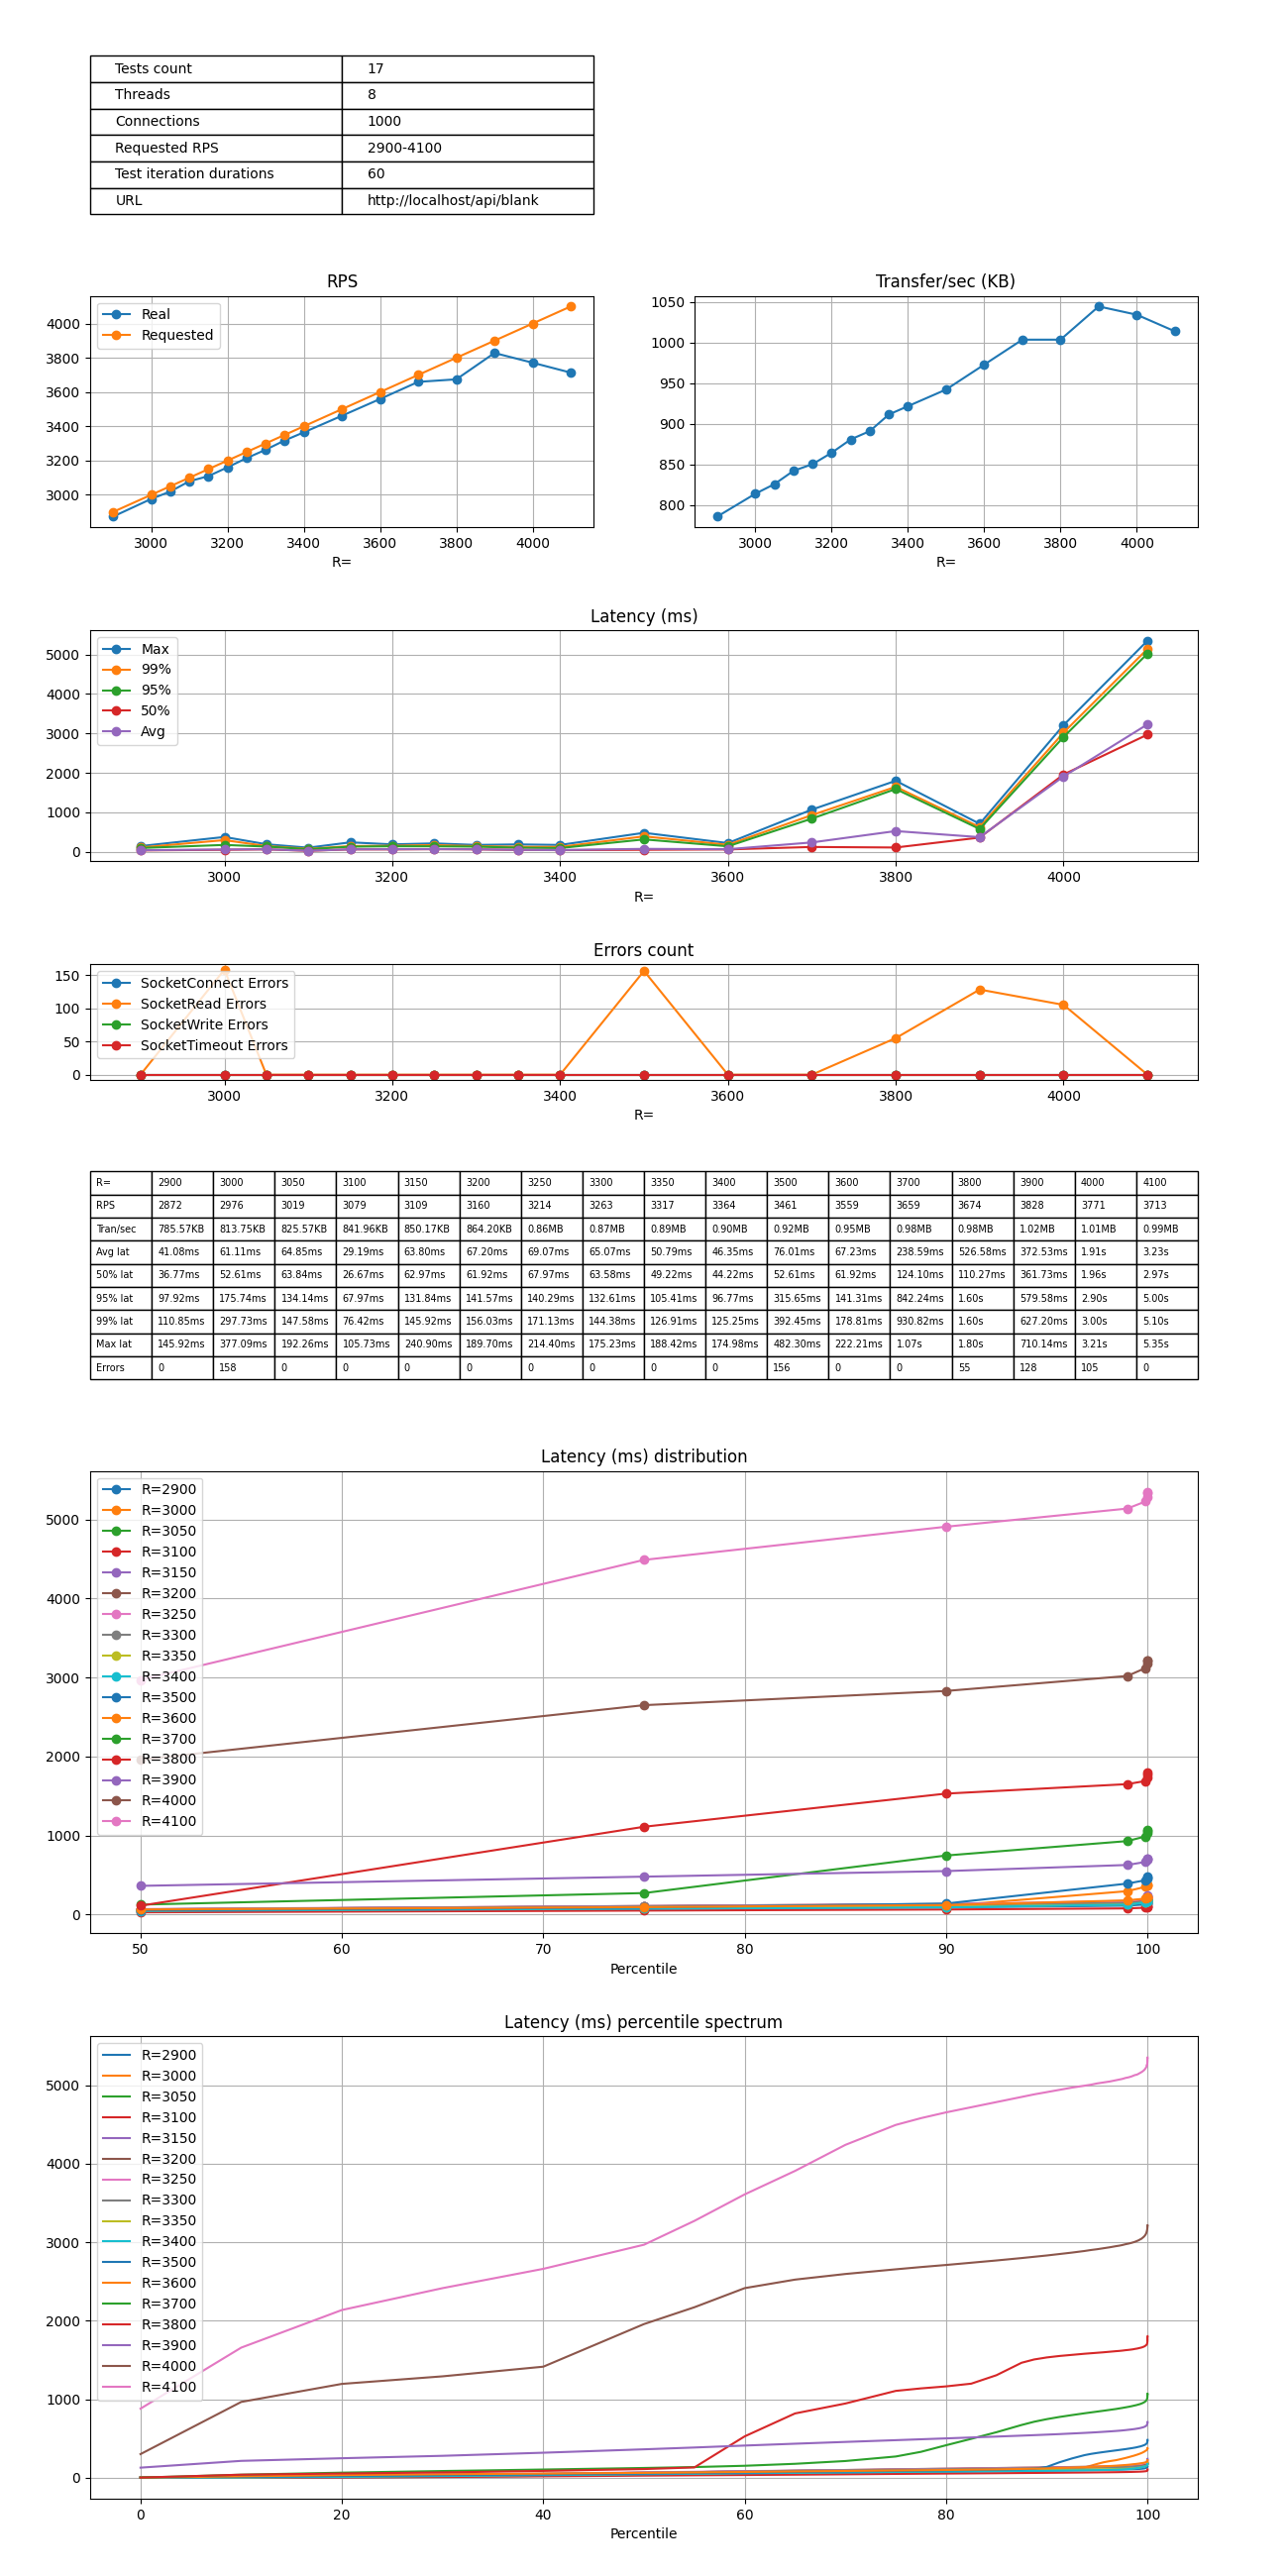 Tests count 17
Threads 8
Connections 1000
Requested RPS 2900-4100
Test iteration durations 60
URL http://localhost/api/blank
RPS
Real
Requested
4000
3800
3600
3400
3200
3000
3000 3200 3400 3600 3800 4000
R=
Transfer/sec (KB)
1050
1000
950
900
850
800
3000 3200 3400 3600 3800 4000
R=
Latency (ms)
Max
99%
95%
50%
Avg
5000
4000
3000
2000
1000
0
3000 3200 3400 3600 3800 4000
R=
Errors count
SocketConnect Errors
SocketRead Errors
SocketWrite Errors
SocketTimeout Errors
150
100
50
0
3000 3200 3400 3600 3800 4000
R=
R= 2900 3000 3050 3100 3150 3200 3250 3300 3350 3400 3500 3600 3700 3800 3900 4000 4100
RPS 2872 2976 3019 3079 3109 3160 3214 3263 3317 3364 3461 3559 3659 3674 3828 3771 3713
Tran/sec 785.57KB 813.75KB 825.57KB 841.96KB 850.17KB 864.20KB 0.86MB 0.87MB 0.89MB 0.90MB 0.92MB 0.95MB 0.98MB 0.98MB 1.02MB 1.01MB 0.99MB
Avg lat 41.08ms 61.11ms 64.85ms 29.19ms 63.80ms 67.20ms 69.07ms 65.07ms 50.79ms 46.35ms 76.01ms 67.23ms 238.59ms 526.58ms 372.53ms 1.91s 3.23s
50% lat 36.77ms 52.61ms 63.84ms 26.67ms 62.97ms 61.92ms 67.97ms 63.58ms 49.22ms 44.22ms 52.61ms 61.92ms 124.10ms 110.27ms 361.73ms 1.96s 2.97s
95% lat 97.92ms 175.74ms 134.14ms 67.97ms 131.84ms 141.57ms 140.29ms 132.61ms 105.41ms 96.77ms 315.65ms 141.31ms 842.24ms 1.60s 579.58ms 2.90s 5.00s
99% lat 110.85ms 297.73ms 147.58ms 76.42ms 145.92ms 156.03ms 171.13ms 144.38ms 126.91ms 125.25ms 392.45ms 178.81ms 930.82ms 1.60s 627.20ms 3.00s 5.10s
Max lat 145.92ms 377.09ms 192.26ms 105.73ms 240.90ms 189.70ms 214.40ms 175.23ms 188.42ms 174.98ms 482.30ms 222.21ms 1.07s 1.80s 710.14ms 3.21s 5.35s
Errors 0 158 0 0 0 0 0 0 0 0 156 0 0 55 128 105 0
Latency (ms) distribution
R=2900
R=3000
R=3050
R=3100
R=3150
R=3200
R=3250
R=3300
R=3350
R=3400
R=3500
R=3600
R=3700
R=3800
R=3900
R=4000
R=4100
5000
4000
3000
2000
1000
0
50 60 70 80 90 100
Percentile
Latency (ms) percentile spectrum
R=2900
R=3000
R=3050
R=3100
R=3150
R=3200
R=3250
R=3300
R=3350
R=3400
R=3500
R=3600
R=3700
R=3800
R=3900
R=4000
R=4100
5000
4000
3000
2000
1000
0
0 20 40 60 80 100
Percentile